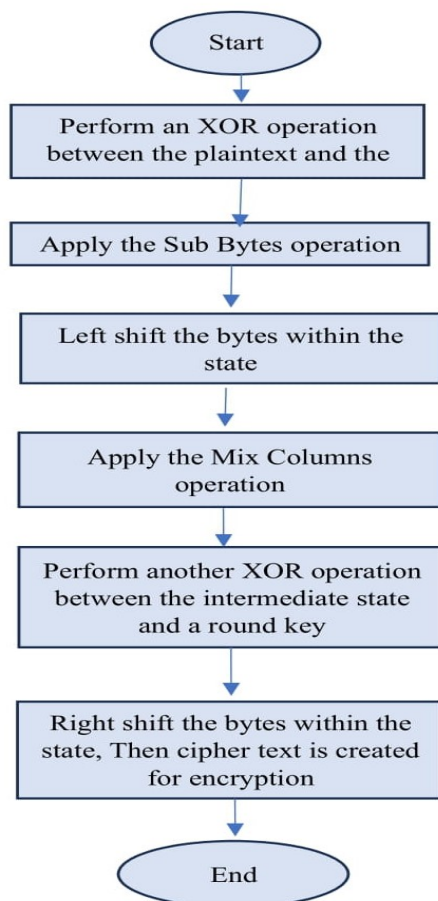 Start
Perform an XOR operation
between the plaintext and the
Apply the Sub Bytes operation
Left shift the bytes within the
state
Apply the Mix Columns
operation
Perform another XOR operation
between the intermediate state
and a round key
Right shift the bytes within the
state, Then cipher text is created
for encryption
End